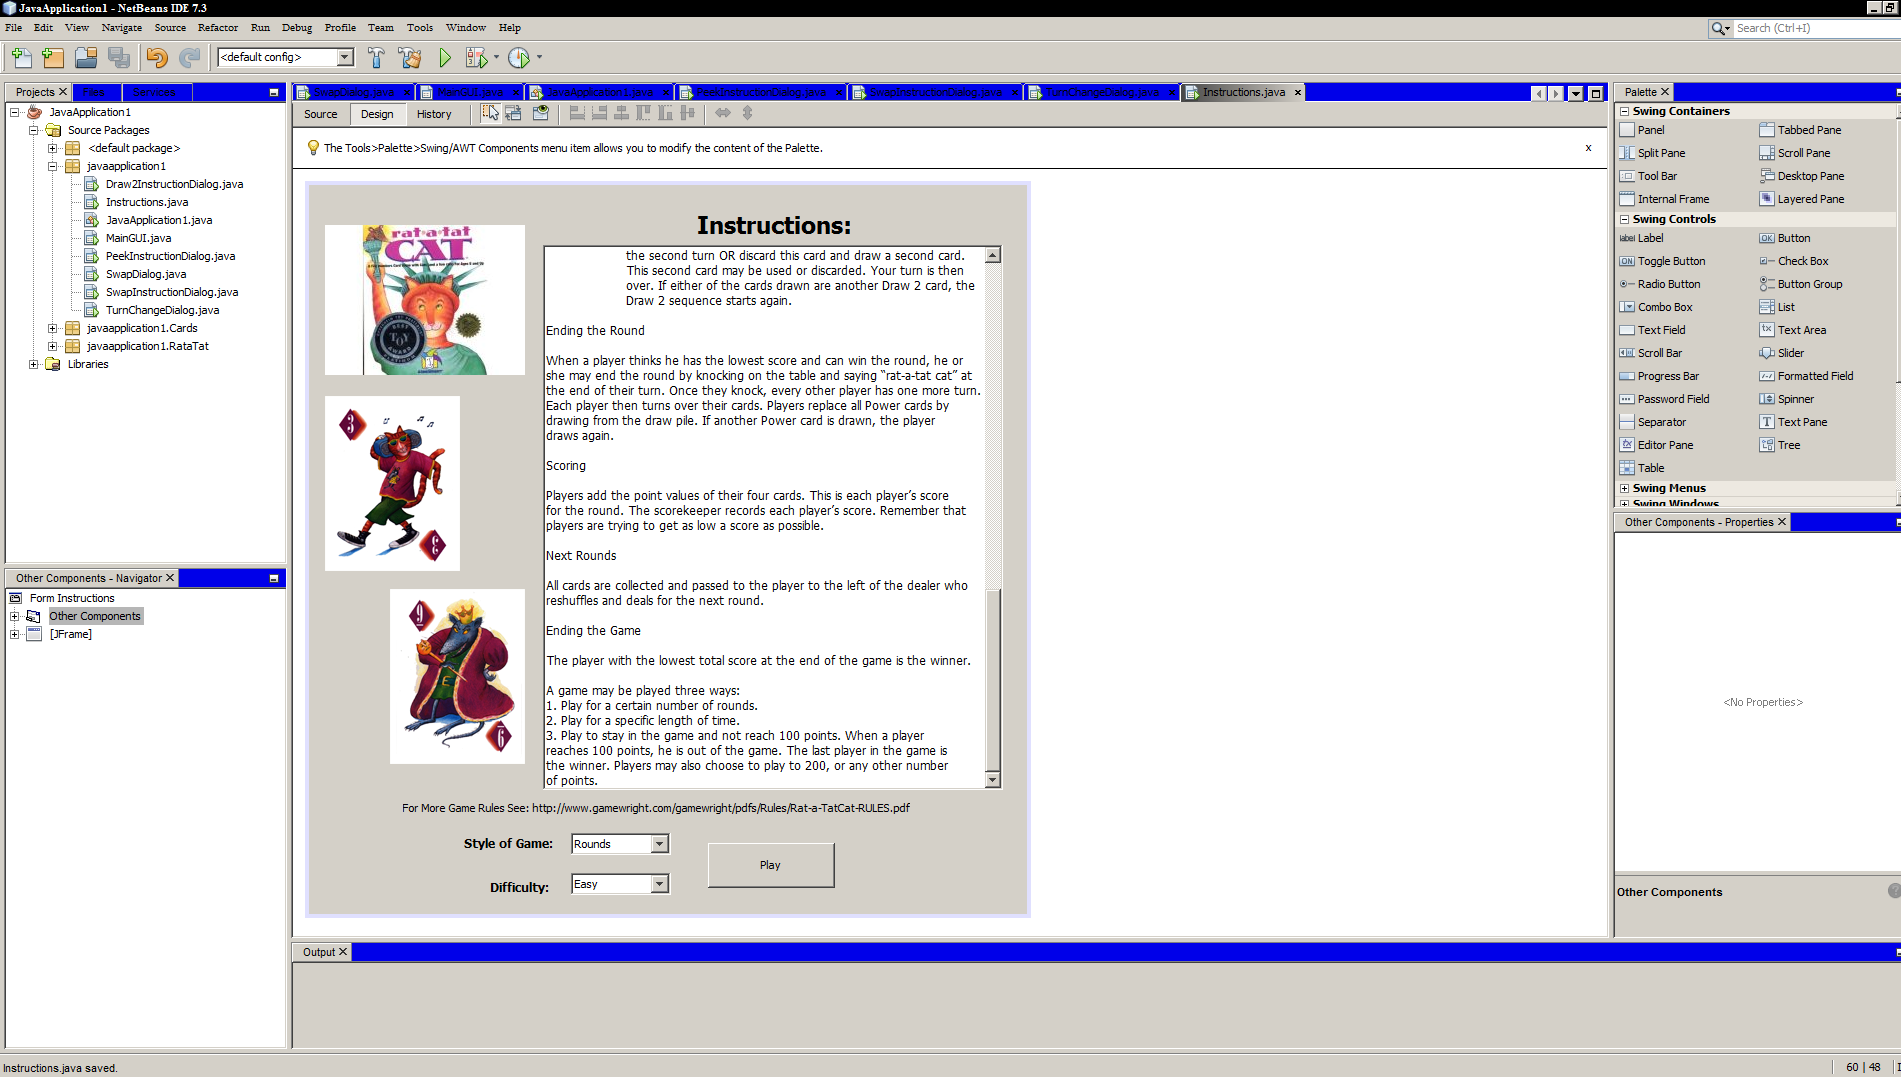 JavaApplication1 - NetBeans IDE 7.3
File Edit View Navigate Source Refactor Run Debug Profile Team Tools Window Help
Search (Ctrl+I)
<default config>
Projects
Files
Services
JavaApplication1
Source Packages
<default package>
javaapplication1
Draw2InstructionDialog.java
Instructions.java
JavaApplication1.java
MainGUI.java
PeekInstructionDialog.java
SwapDialog.java
SwapInstructionDialog.java
TurnChangeDialog.java
javaapplication1.Cards
javaapplication1.RataTat
Libraries
Other Components - Navigator
Form Instructions
Other Components
[JFrame]
SwapDialog.java MainGUI.java JavaApplication1.java PeekInstructionDialog.java SwapInstructionDialog.java TurnChangeDialog.java Instructions.java
Source Design History
The Tools>Palette>Swing/AWT Components menu item allows you to modify the content of the Palette.
x
rat-a-tat
CAT
BEST
TOY
AWARD
3
3
9
9
Instructions:
the second turn OR discard this card and draw a second card.
This second card may be used or discarded. Your turn is then
over. If either of the cards drawn are another Draw 2 card, the
Draw 2 sequence starts again.
Ending the Round
When a player thinks he has the lowest score and can win the round, he or
she may end the round by knocking on the table and saying “rat-a-tat cat” at
the end of their turn. Once they knock, every other player has one more turn.
Each player then turns over their cards. Players replace all Power cards by
drawing from the draw pile. If another Power card is drawn, the player
draws again.
Scoring
Players add the point values of their four cards. This is each player’s score
for the round. The scorekeeper records each player’s score. Remember that
players are trying to get as low a score as possible.
Next Rounds
All cards are collected and passed to the player to the left of the dealer who
reshuffles and deals for the next round.
Ending the Game
The player with the lowest total score at the end of the game is the winner.
A game may be played three ways:
1. Play for a certain number of rounds.
2. Play for a specific length of time.
3. Play to stay in the game and not reach 100 points. When a player
reaches 100 points, he is out of the game. The last player in the game is
the winner. Players may also choose to play to 200, or any other number
of points.
For More Game Rules See: http://www.gamewright.com/gamewright/pdfs/Rules/Rat-a-TatCat-RULES.pdf
Style of Game: Rounds
Difficulty: Easy
Play
Output
Palette
Swing Containers
Panel Tabbed Pane
Split Pane Scroll Pane
Tool Bar Desktop Pane
Internal Frame Layered Pane
Swing Controls
Label Button
Toggle Button Check Box
Radio Button Button Group
Combo Box List
Text Field Text Area
Scroll Bar Slider
Progress Bar Formatted Field
Password Field Spinner
Separator Text Pane
Editor Pane Tree
Table
Swing Menus
Swing Windows
Other Components - Properties
<No Properties>
Other Components
Instructions.java saved.
60 | 48